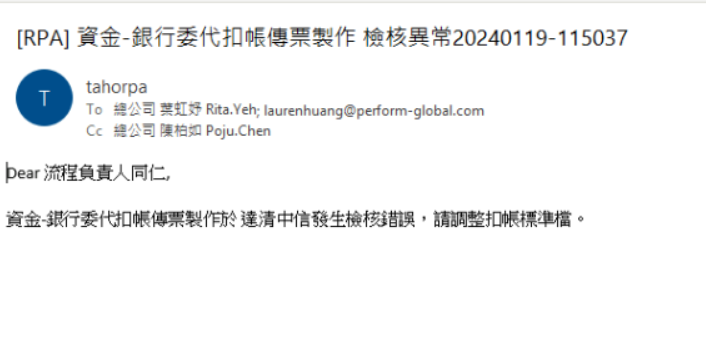 [RPA] 資金-銀行委代扣帳傳票製作 檢核異常20240119-115037
T
tahorpa
To 總公司 葉虹妤 Rita.Yeh; laurenhuang@perform-global.com
Cc 總公司 陳柏如 Poju.Chen
Dear 流程負責人同仁,
資金-銀行委代扣帳傳票製作於 達清中信發生檢核錯誤，請調整扣帳標準檔。